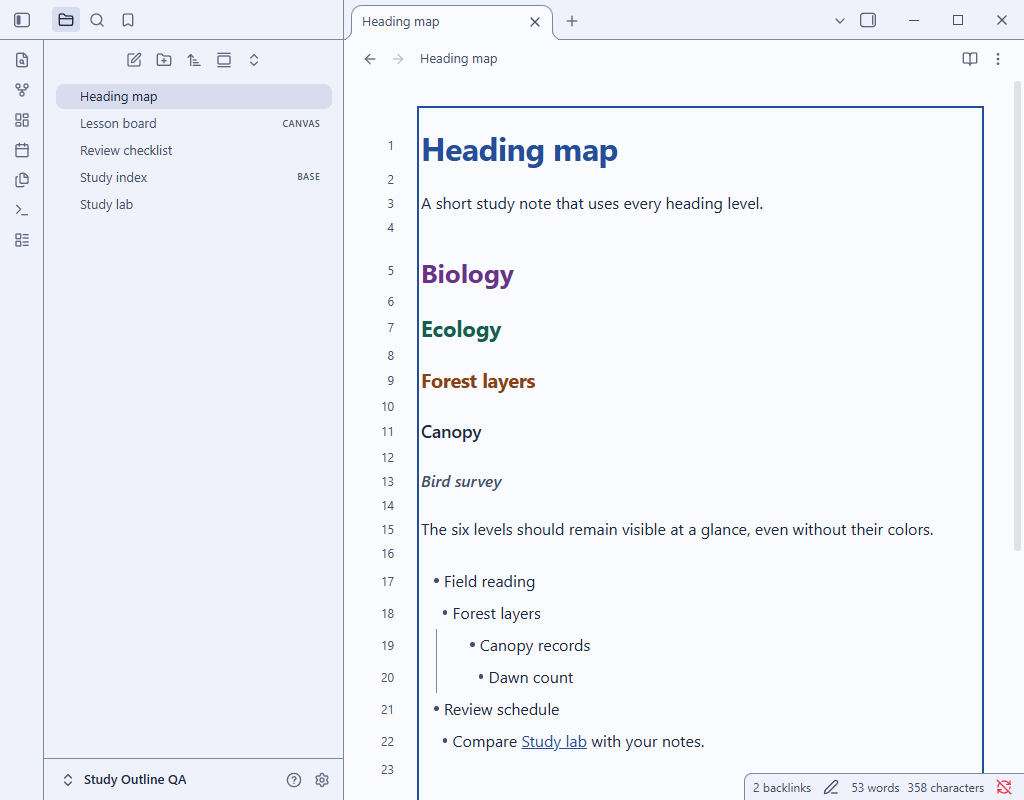 Heading map
Heading map
Heading map
Lesson board CANVAS
Review checklist
Study index BASE
Study lab
1 Heading map
2
3 A short study note that uses every heading level.
4
5 Biology
6
7 Ecology
8
9 Forest layers
10
11 Canopy
12
13 Bird survey
14
15 The six levels should remain visible at a glance, even without their colors.
16
17 • Field reading
18 • Forest layers
19 • Canopy records
20 • Dawn count
21 • Review schedule
22 • Compare Study lab with your notes.
23
Study Outline QA
2 backlinks 53 words 358 characters